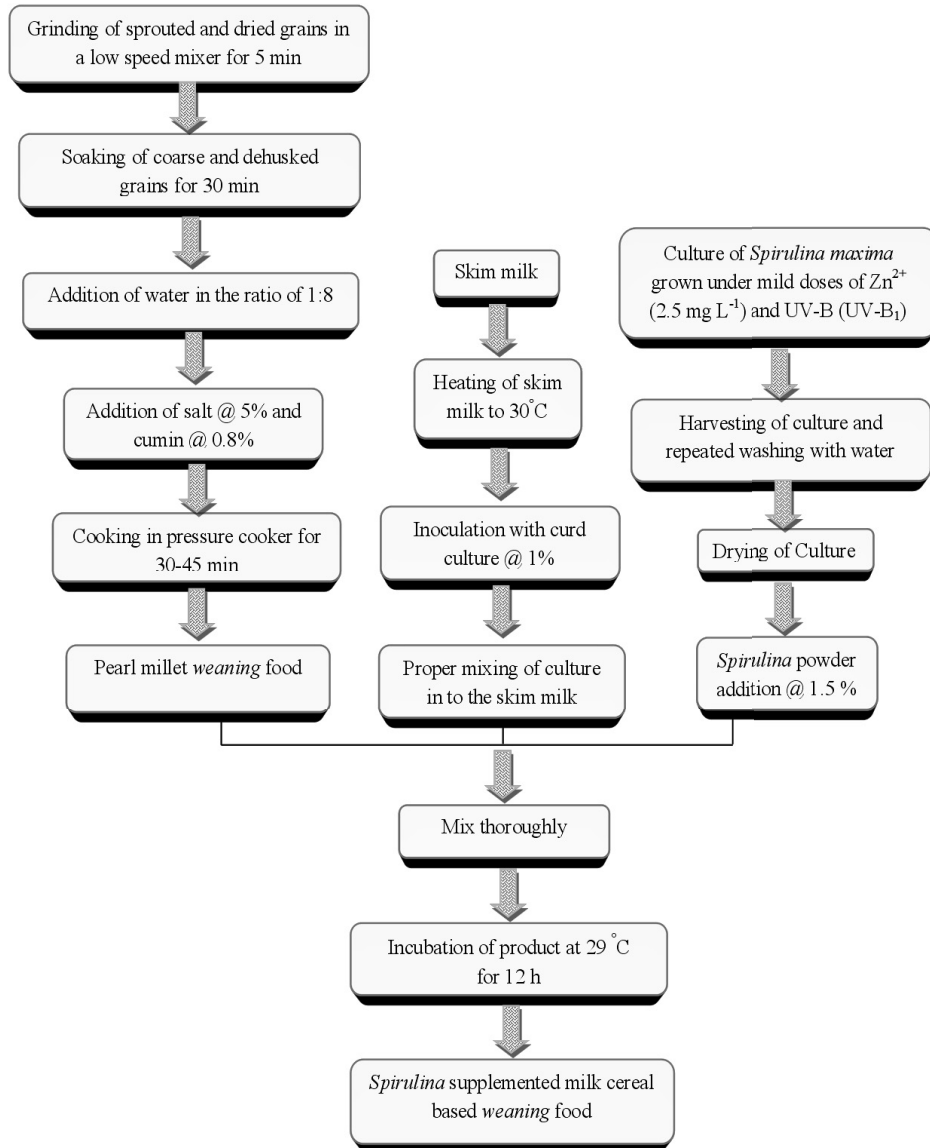 Grinding of sprouted and dried grains in
a low speed mixer for 5 min
Soaking of coarse and dehusked
grains for 30 min
Addition of water in the ratio of 1:8
Addition of salt @ 5% and
cumin @ 0.8%
Cooking in pressure cooker for
30-45 min
Pearl millet weaning food
Skim milk
Heating of skim
milk to 30°C
Inoculation with curd
culture @ 1%
Proper mixing of culture
in to the skim milk
Culture of Spirulina maxima
grown under mild doses of Zn²⁺
(2.5 mg L⁻¹) and UV-B (UV-B₁)
Harvesting of culture and
repeated washing with water
Drying of Culture
Spirulina powder
addition @ 1.5 %
Mix thoroughly
Incubation of product at 29 °C
for 12 h
Spirulina supplemented milk cereal
based weaning food